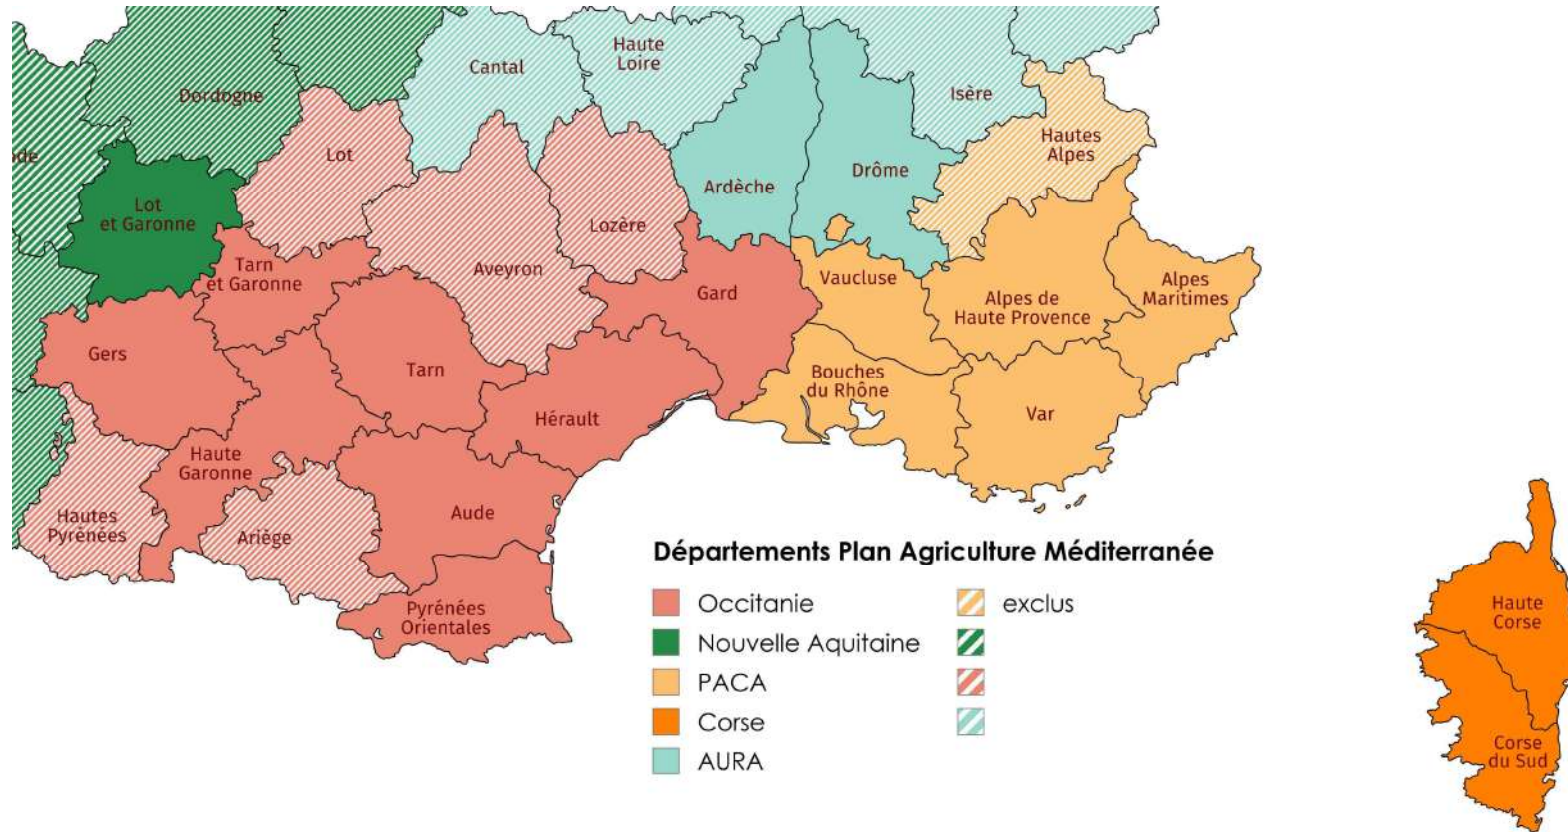 Haute
Loire
Cantal
Dordogne
Isère
Hautes
Alpes
Lot
de
Drôme
Ardèche
Lot
et Garonne
Lozère
Tarn
et Garonne
Aveyron
Vaucluse
Alpes
Maritimes
Gard
Alpes de
Haute Provence
Gers
Tarn
Bouches
du Rhône
Hérault
Var
Haute
Garonne
Aude
Hautes
Pyrénées
Ariège
Pyrénées
Orientales
Départements Plan Agriculture Méditerranée
Occitanie
exclus
Nouvelle Aquitaine
PACA
Corse
AURA
Haute
Corse
Corse
du Sud